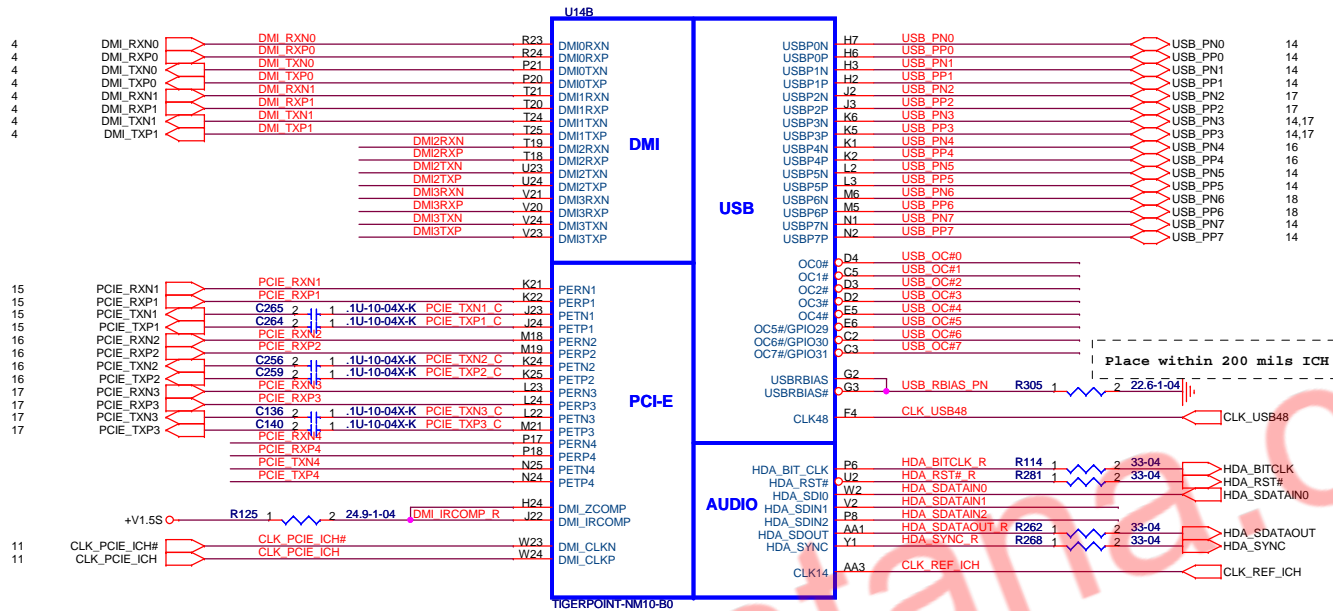 U14B
4 DMI_RXN0 DMI_RXN0 R23 DMI0RXN
4 DMI_RXP0 DMI_RXP0 R24 DMI0RXP
4 DMI_TXN0 DMI_TXN0 P21 DMI0TXN
4 DMI_TXP0 DMI_TXP0 P20 DMI0TXP
4 DMI_RXN1 DMI_RXN1 T21 DMI1RXN
4 DMI_RXP1 DMI_RXP1 T20 DMI1RXP
4 DMI_TXN1 DMI_TXN1 T24 DMI1TXN
4 DMI_TXP1 DMI_TXP1 T25 DMI1TXP
DMI2RXN T19 DMI2RXN
DMI2RXP T18 DMI2RXP
DMI2TXN U23 DMI2TXN
DMI2TXP U24 DMI2TXP
DMI3RXN V21 DMI3RXN
DMI3RXP V20 DMI3RXP
DMI3TXN V24 DMI3TXN
DMI3TXP V23 DMI3TXP
DMI
15 PCIE_RXN1 PCIE_RXN1 K21 PERN1
15 PCIE_RXP1 PCIE_RXP1 K22 PERP1
15 PCIE_TXN1 C265 2 1 .1U-10-04X-K PCIE_TXN1_C J23 PETN1
15 PCIE_TXP1 C264 2 1 .1U-10-04X-K PCIE_TXP1_C J24 PETP1
16 PCIE_RXN2 PCIE_RXN2 M18 PERN2
16 PCIE_RXP2 PCIE_RXP2 M19 PERP2
16 PCIE_TXN2 C256 2 1 .1U-10-04X-K PCIE_TXN2_C K24 PETN2
16 PCIE_TXP2 C259 2 1 .1U-10-04X-K PCIE_TXP2_C K25 PETP2
17 PCIE_RXN3 PCIE_RXN3 L23 PERN3
17 PCIE_RXP3 PCIE_RXP3 L24 PERP3
17 PCIE_TXN3 C136 2 1 .1U-10-04X-K PCIE_TXN3_C L22 PETN3
17 PCIE_TXP3 C140 2 1 .1U-10-04X-K PCIE_TXP3_C M21 PETP3
PCIE_RXN4 P17 PERN4
PCIE_RXP4 P18 PERP4
PCIE_TXN4 N25 PETN4
PCIE_TXP4 N24 PETP4
PCI-E
H24 DMI_ZCOMP
+V1.5S R125 1 2 24.9-1-04 DMI_IRCOMP_R J22 DMI_IRCOMP
11 CLK_PCIE_ICH# CLK_PCIE_ICH# W23 DMI_CLKN
11 CLK_PCIE_ICH CLK_PCIE_ICH W24 DMI_CLKP
USBP0N H7 USB_PN0 USB_PN0 14
USBP0P H6 USB_PP0 USB_PP0 14
USBP1N H3 USB_PN1 USB_PN1 14
USBP1P H2 USB_PP1 USB_PP1 14
USBP2N J2 USB_PN2 USB_PN2 17
USBP2P J3 USB_PP2 USB_PP2 17
USBP3N K6 USB_PN3 USB_PN3 14,17
USBP3P K5 USB_PP3 USB_PP3 14,17
USBP4N K1 USB_PN4 USB_PN4 16
USBP4P K2 USB_PP4 USB_PP4 16
USBP5N L2 USB_PN5 USB_PN5 14
USBP5P L3 USB_PP5 USB_PP5 14
USBP6N M6 USB_PN6 USB_PN6 18
USBP6P M5 USB_PP6 USB_PP6 18
USBP7N N1 USB_PN7 USB_PN7 14
USBP7P N2 USB_PP7 USB_PP7 14
USB
OC0# D4 USB_OC#0
OC1# C5 USB_OC#1
OC2# D3 USB_OC#2
OC3# D2 USB_OC#3
OC4# E5 USB_OC#4
OC5#/GPIO29 E6 USB_OC#5
OC6#/GPIO30 C2 USB_OC#6
OC7#/GPIO31 C3 USB_OC#7
Place within 200 mils ICH
USBRBIAS G2
USBRBIAS# G3 USB_RBIAS_PN R305 1 2 22.6-1-04
CLK48 F4 CLK_USB48 CLK_USB48
HDA_BIT_CLK P6 HDA_BITCLK_R R114 1 2 33-04 HDA_BITCLK
HDA_RST# U2 HDA_RST#_R R281 1 2 33-04 HDA_RST#
HDA_SDI0 W2 HDA_SDATAIN0 HDA_SDATAIN0
HDA_SDIN1 V2 HDA_SDATAIN1
HDA_SDIN2 P8 HDA_SDATAIN2
HDA_SDOUT AA1 HDA_SDATAOUT_R R262 1 2 33-04 HDA_SDATAOUT
HDA_SYNC Y1 HDA_SYNC_R R268 1 2 33-04 HDA_SYNC
AUDIO
CLK14 AA3 CLK_REF_ICH CLK_REF_ICH
TIGERPOINT-NM10-B0